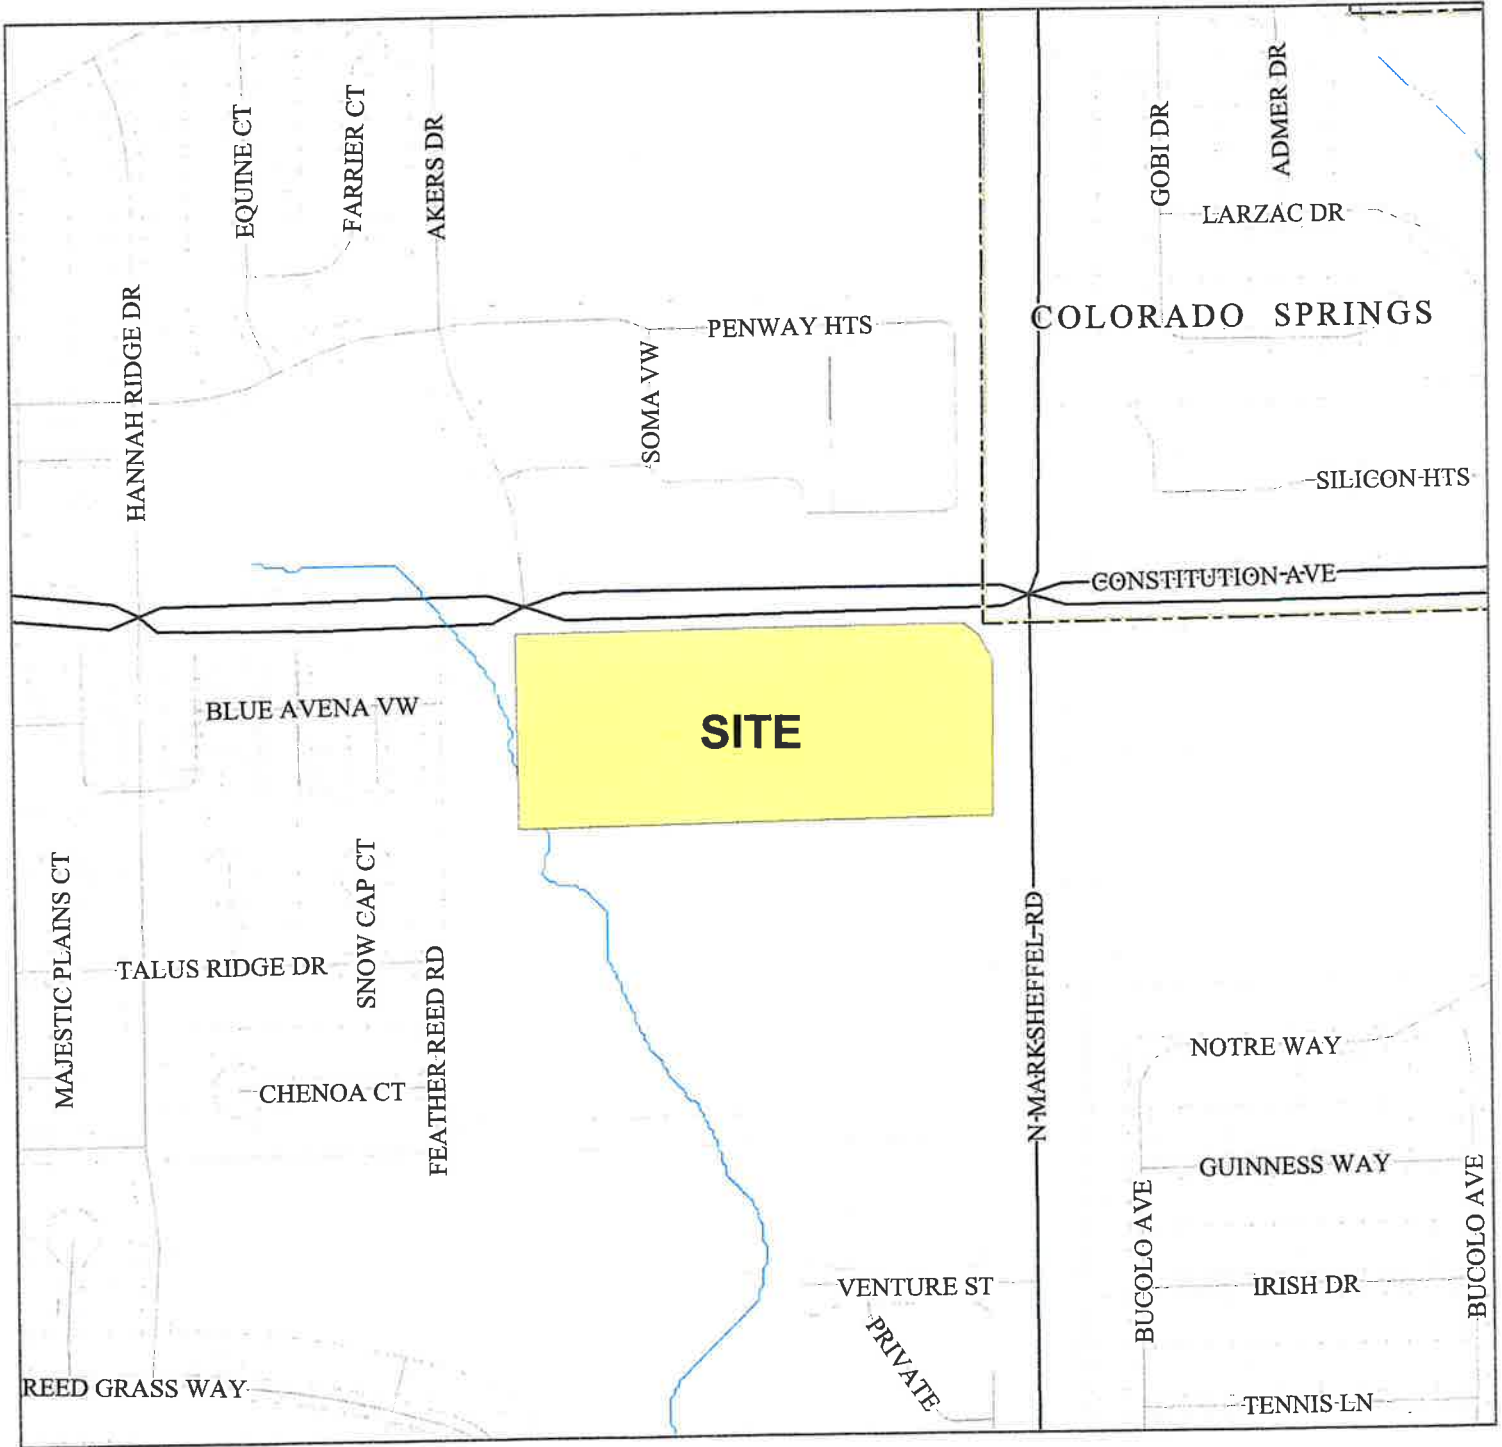 EQUINE CT
FARRIER CT
AKERS DR
GOBI DR
ADMER DR
LARZAC DR
HANNAH RIDGE DR
PENWAY HTS
COLORADO SPRINGS
SOMA VW
SILICON HTS
CONSTITUTION AVE
BLUE AVENA VW
SITE
MAJESTIC PLAINS CT
SNOW CAP CT
TALUS RIDGE DR
FEATHER REED RD
N MARKSHEFFEL RD
CHENOA CT
NOTRE WAY
GUINNESS WAY
BUCOLO AVE
BUCOLO AVE
VENTURE ST
IRISH DR
PRIVATE
REED GRASS WAY
TENNIS LN